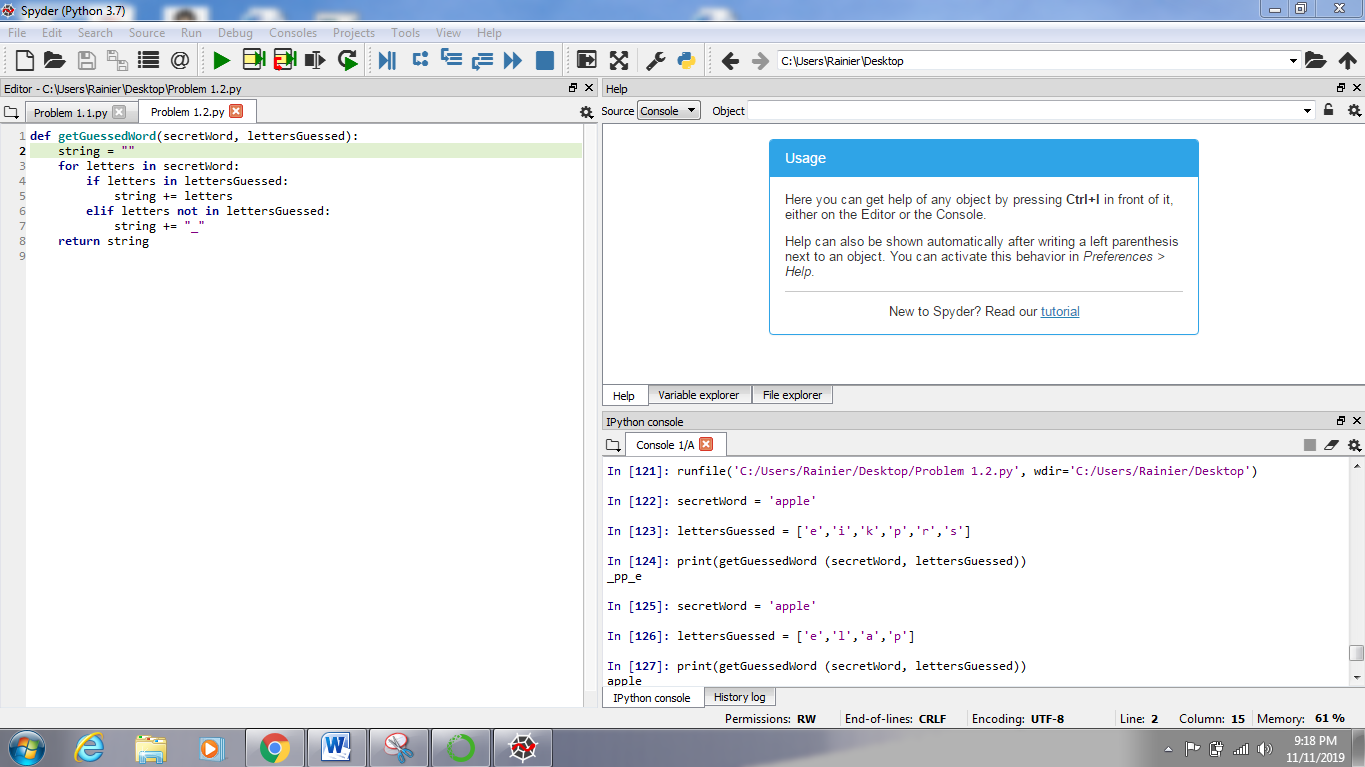 Spyder (Python 3.7)
File Edit Search Source Run Debug Consoles Projects Tools View Help
C:\Users\Rainier\Desktop
Editor - C:\Users\Rainier\Desktop\Problem 1.2.py
Problem 1.1.py
Problem 1.2.py
1 def getGuessedWord(secretWord, lettersGuessed):
2     string = ""
3     for letters in secretWord:
4         if letters in lettersGuessed:
5             string += letters
6         elif letters not in lettersGuessed:
7             string += "_"
8     return string
9
Help
Source Console Object
Usage
Here you can get help of any object by pressing Ctrl+I in front of it,
either on the Editor or the Console.
Help can also be shown automatically after writing a left parenthesis
next to an object. You can activate this behavior in Preferences >
Help.
New to Spyder? Read our tutorial
Help Variable explorer File explorer
IPython console
Console 1/A
In [121]: runfile('C:/Users/Rainier/Desktop/Problem 1.2.py', wdir='C:/Users/Rainier/Desktop')
In [122]: secretWord = 'apple'
In [123]: lettersGuessed = ['e','i','k','p','r','s']
In [124]: print(getGuessedWord (secretWord, lettersGuessed))
_pp_e
In [125]: secretWord = 'apple'
In [126]: lettersGuessed = ['e','l','a','p']
In [127]: print(getGuessedWord (secretWord, lettersGuessed))
apple
IPython console History log
Permissions: RW End-of-lines: CRLF Encoding: UTF-8 Line: 2 Column: 15 Memory: 61 %
9:18 PM
11/11/2019